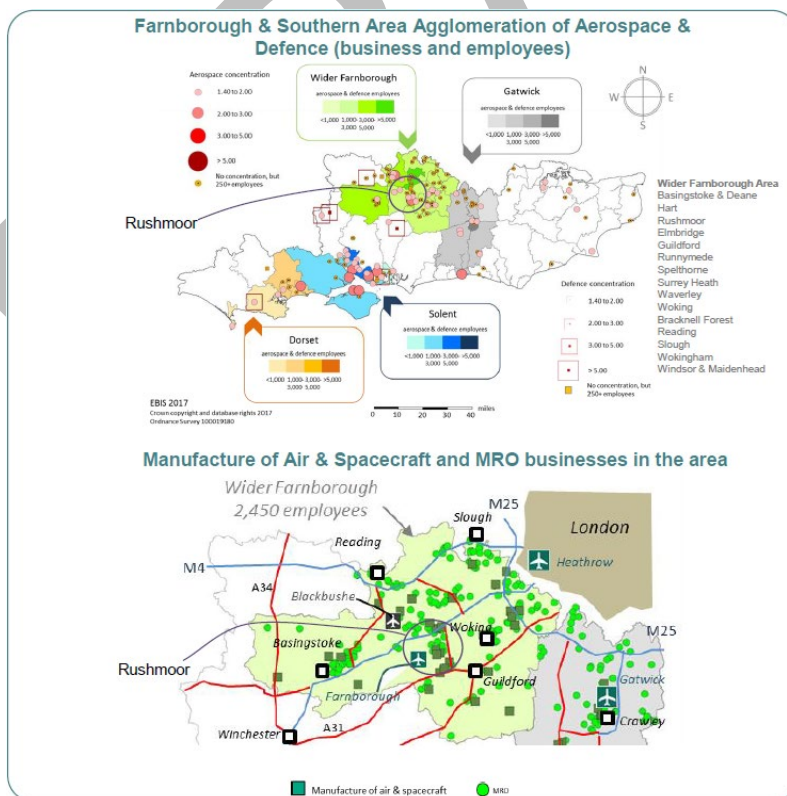 Farnborough & Southern Area Agglomeration of Aerospace &
Defence (business and employees)
Aerospace concentration
1.40 to 2.00
2.00 to 3.00
3.00 to 5.00
> 5.00
No concentration, but
250+ employees
Wider Farnborough
aerospace & defence employees
<1,000 1,000- 3,000- >5,000
3,000 5,000
Gatwick
aerospace & defence employees
<1,000 1,000- 3,000- >5,000
3,000 5,000
N
W E
S
Rushmoor
Wider Farnborough Area
Basingstoke & Deane
Hart
Rushmoor
Elmbridge
Guildford
Runnymede
Spelthorne
Surrey Heath
Waverley
Woking
Bracknell Forest
Reading
Slough
Wokingham
Windsor & Maidenhead
Defence concentration
1.40 to 2.00
2.00 to 3.00
3.00 to 5.00
> 5.00
No concentration, but
250+ employees
Solent
aerospace & defence employees
<1,000 1,000- 3,000- >5,000
3,000 5,000
Dorset
aerospace & defence employees
<1,000 1,000- 3,000- >5,000
3,000 5,000
EBIS 2017
Crown copyright and database rights 2017
Ordnance Survey 100019180
0 10 20 30 40 miles
Manufacture of Air & Spacecraft and MRO businesses in the area
Wider Farnborough
2,450 employees
M25
Slough
London
Reading
Heathrow
M4
A34
Blackbushe
Woking
M25
Basingstoke
Rushmoor
Gatwick
Farnborough
Guildford
A31
Crawley
Winchester
Manufacture of air & spacecraft
MRO